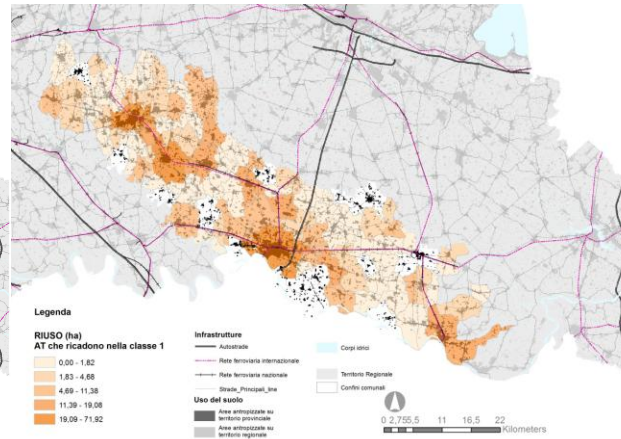 Legenda
RIUSO (ha)
AT che ricadono nella classe 1
0,00 - 1,82
1,83 - 4,68
4,69 - 11,38
11,39 - 19,08
19,09 - 71,92
Infrastrutture
Autostrade
Rete ferroviaria internazionale
Rete ferroviaria nazionale
Strade_Principali_line
Uso del suolo
Aree antropizzate su
territorio provinciale
Aree antropizzate su
territorio regionale
Corpi idrici
Territorio Regionale
Confini comunali
0 2,75 5,5 11 16,5 22
Kilometers